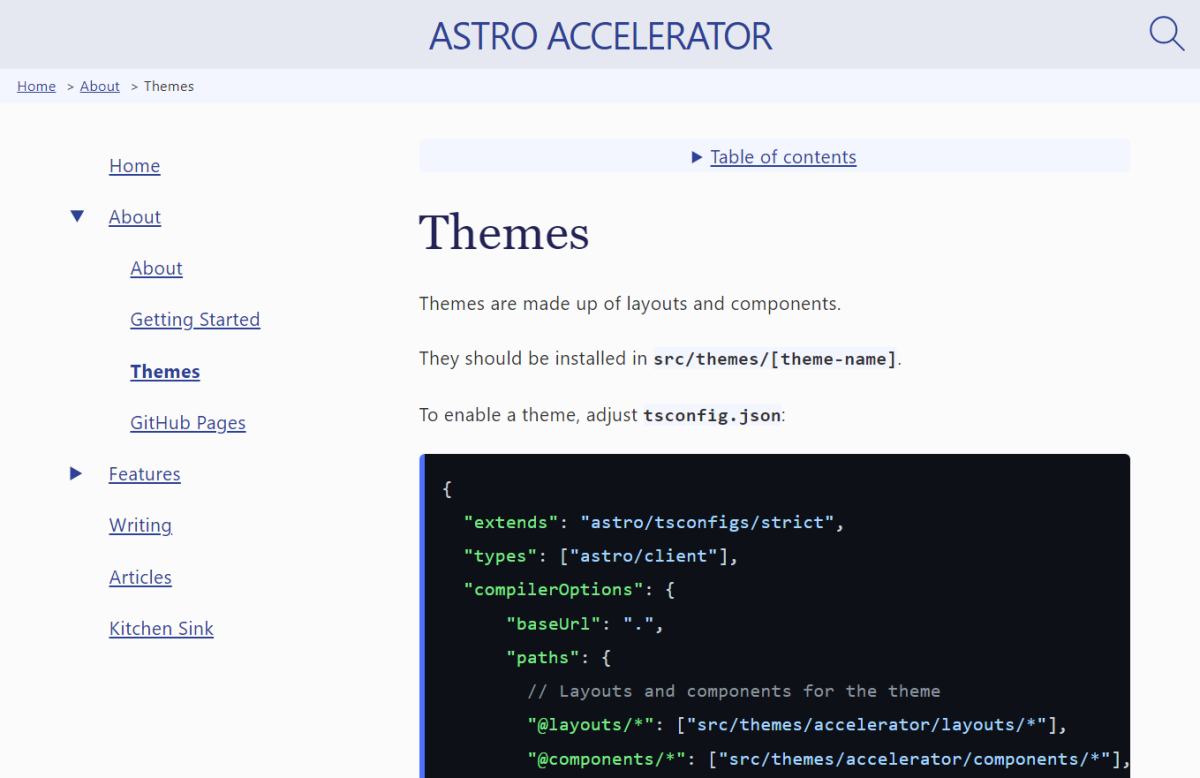 ASTRO ACCELERATOR
Home > About > Themes
Home
About
About
Getting Started
Themes
GitHub Pages
Features
Writing
Articles
Kitchen Sink
Table of contents
Themes
Themes are made up of layouts and components.
They should be installed in src/themes/[theme-name].
To enable a theme, adjust tsconfig.json:
{
  "extends": "astro/tsconfigs/strict",
  "types": ["astro/client"],
  "compilerOptions": {
      "baseUrl": ".",
      "paths": {
        // Layouts and components for the theme
        "@layouts/*": ["src/themes/accelerator/layouts/*"],
        "@components/*": ["src/themes/accelerator/components/*"],